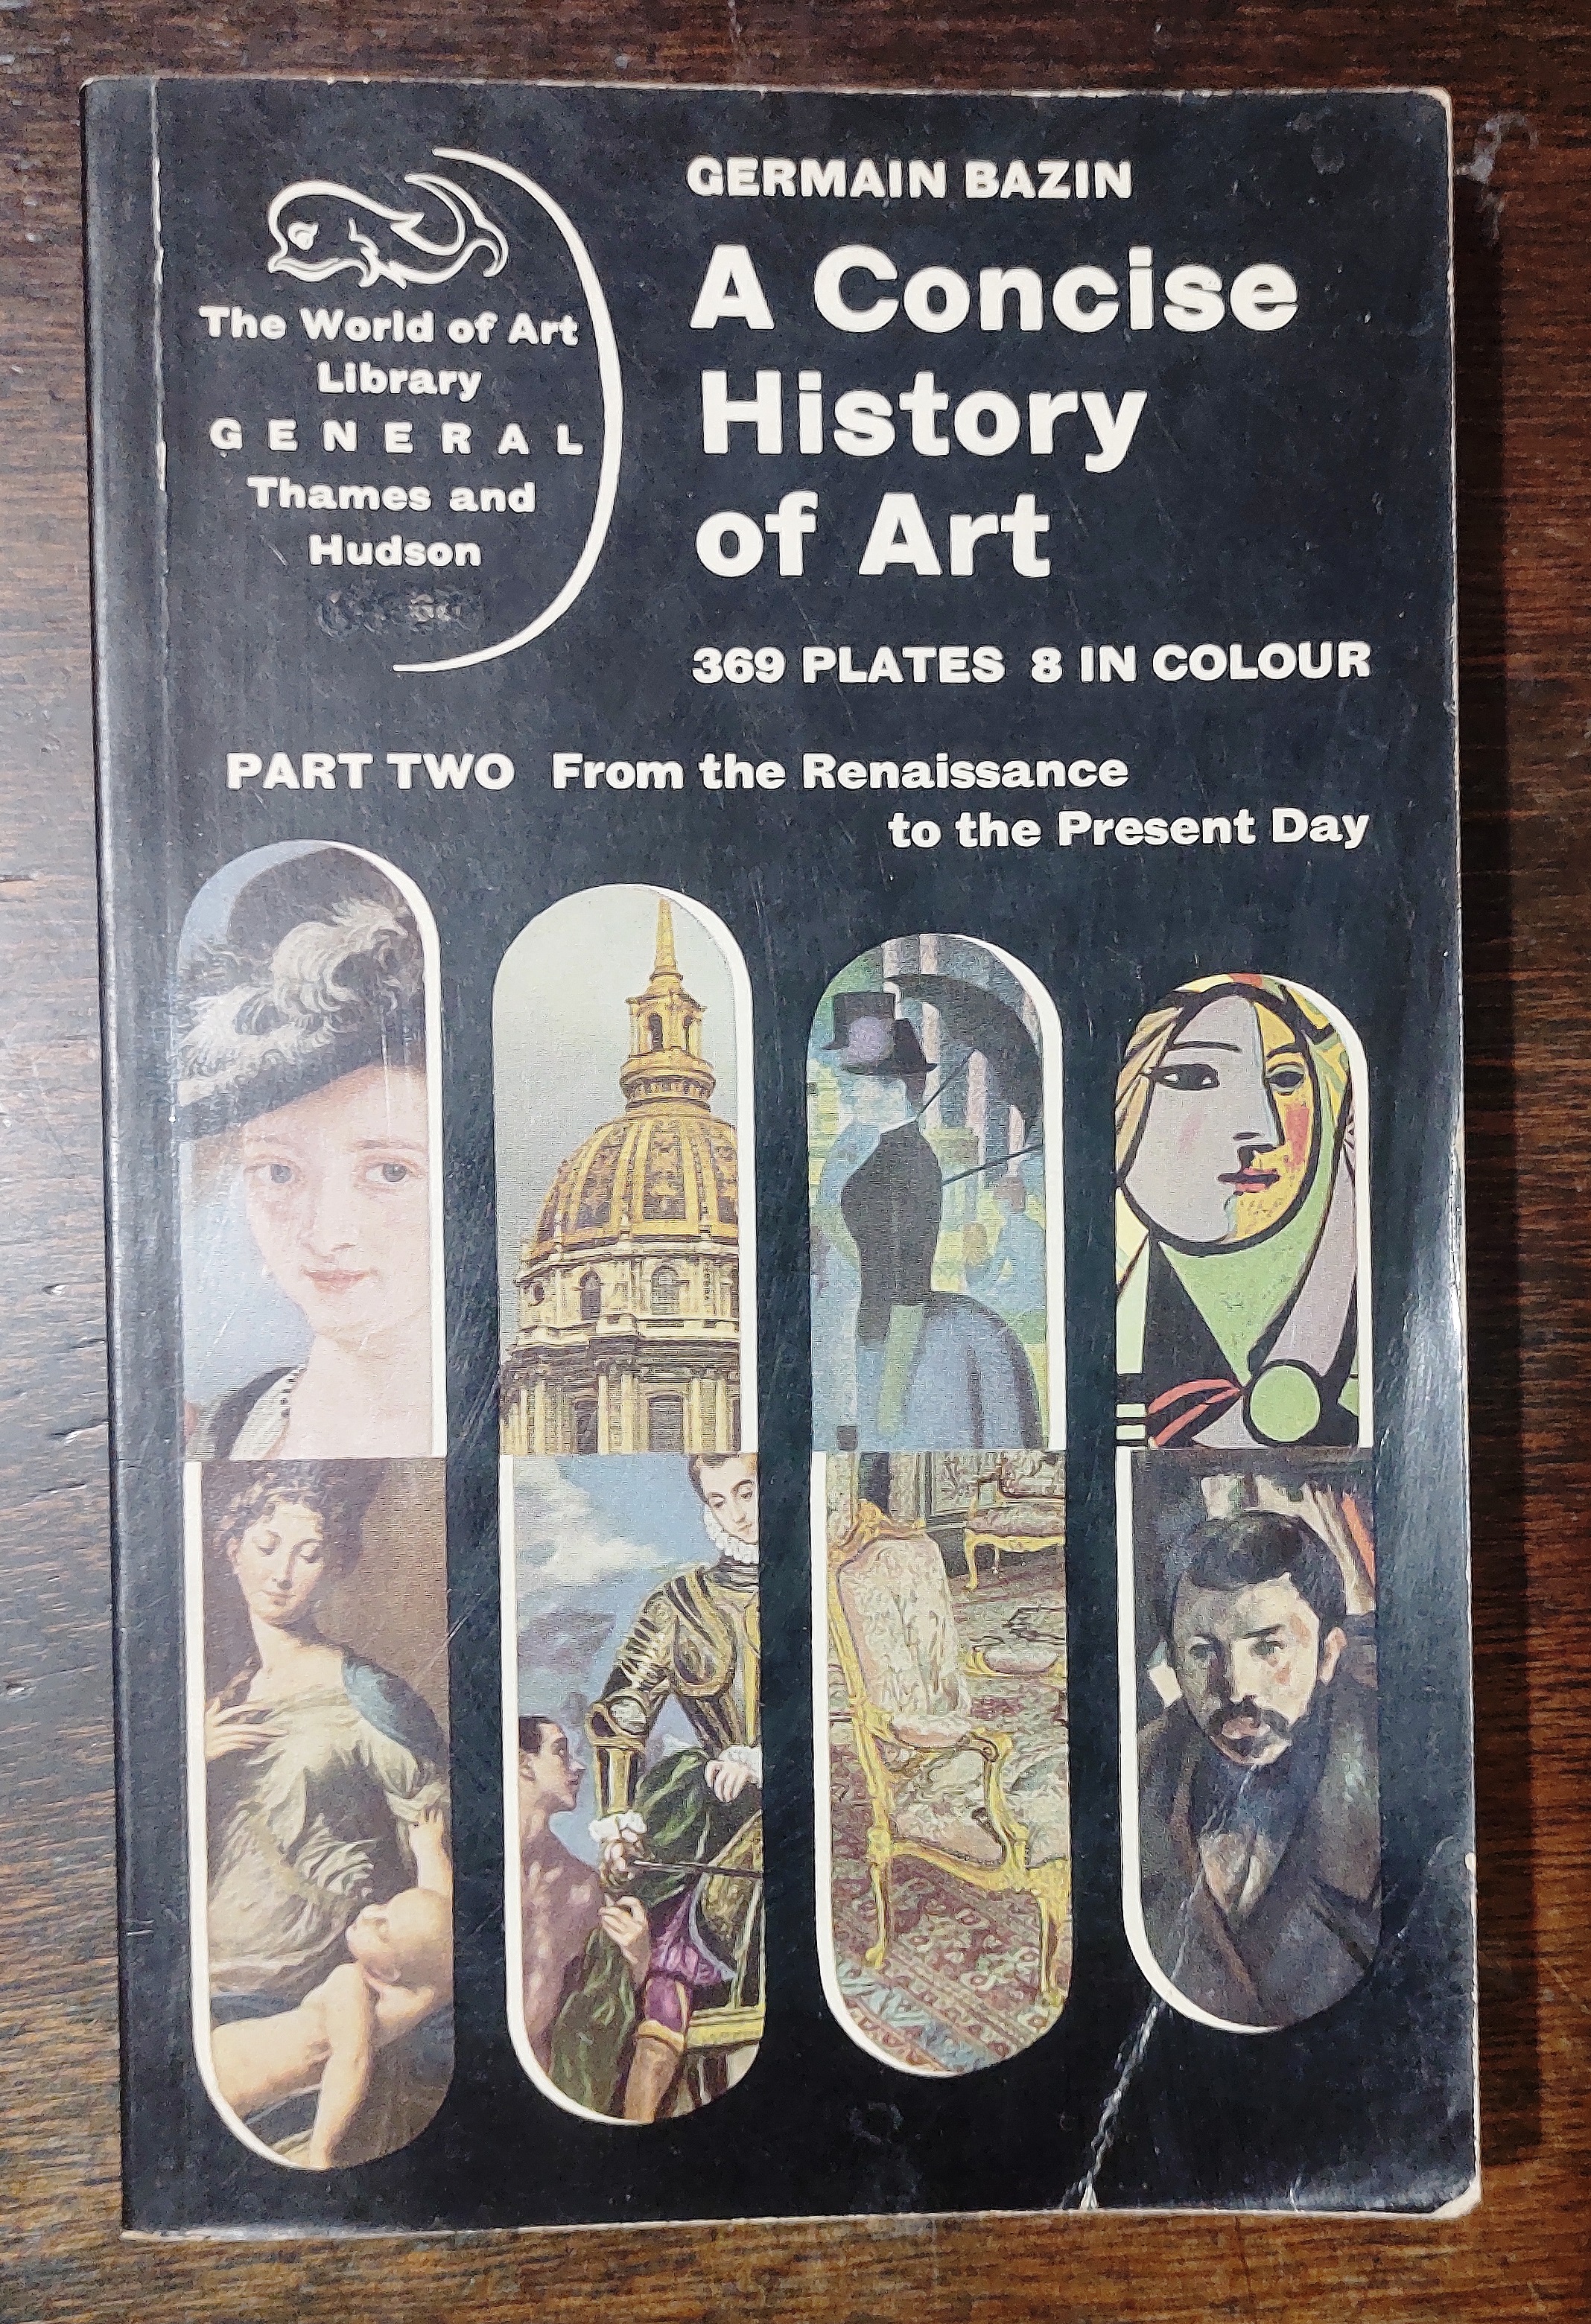 The World of Art
Library
GENERAL
Thames and
Hudson
GERMAIN BAZIN
A Concise
History
of Art
369 PLATES 8 IN COLOUR
PART TWO From the Renaissance
to the Present Day